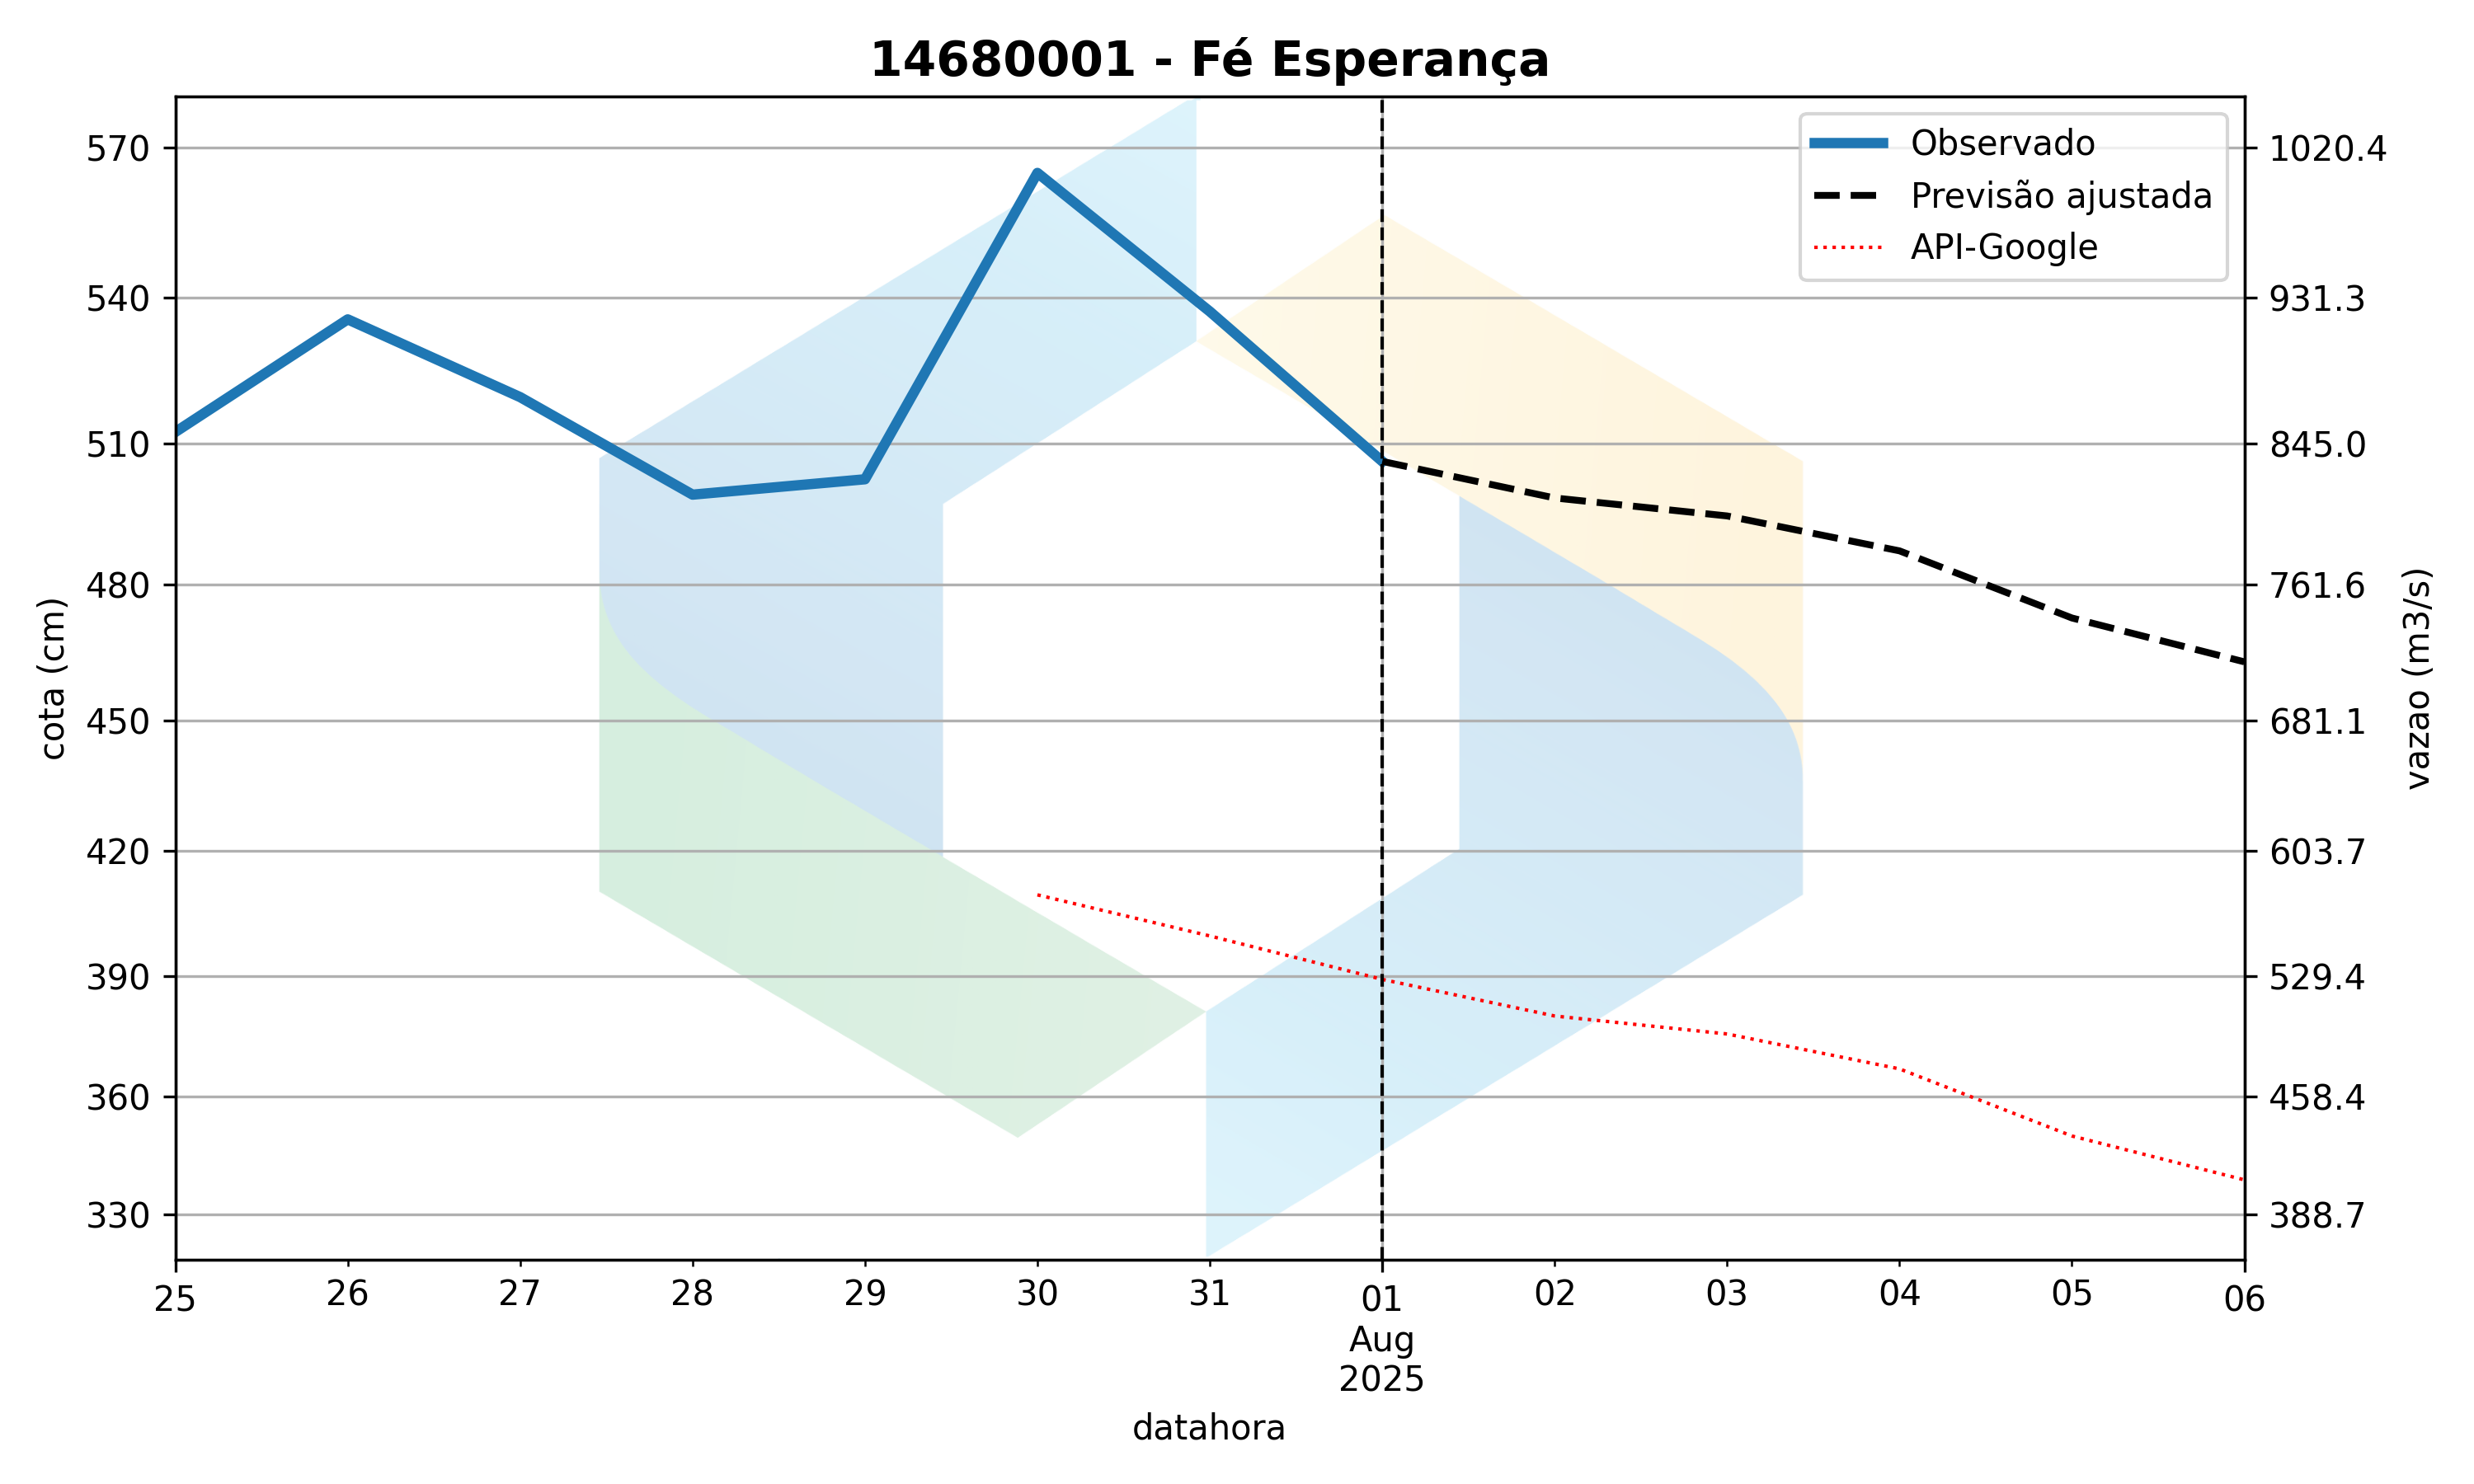 14680001 - Fé Esperança
Observado
Previsão ajustada
API-Google
cota (cm)
570
540
510
480
450
420
390
360
330
1020.4
931.3
845.0
761.6
681.1
603.7
529.4
458.4
388.7
vazao (m3/s)
25 26 27 28 29 30 31 01 02 03 04 05 06
Aug
2025
datahora